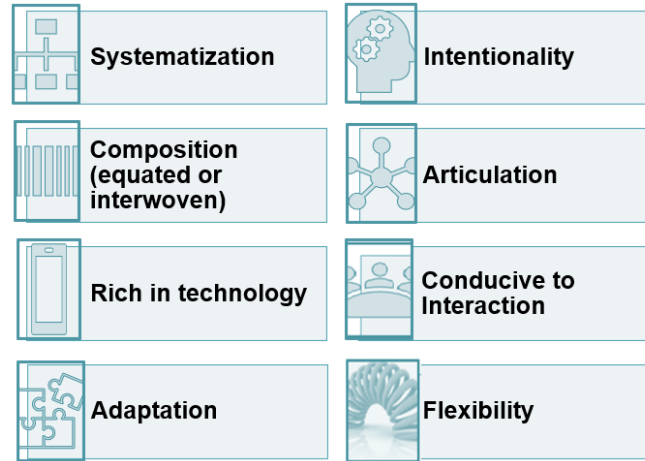 Systematization
Intentionality
Composition
(equated or
interwoven)
Articulation
Rich in technology
Conducive to
Interaction
Adaptation
Flexibility